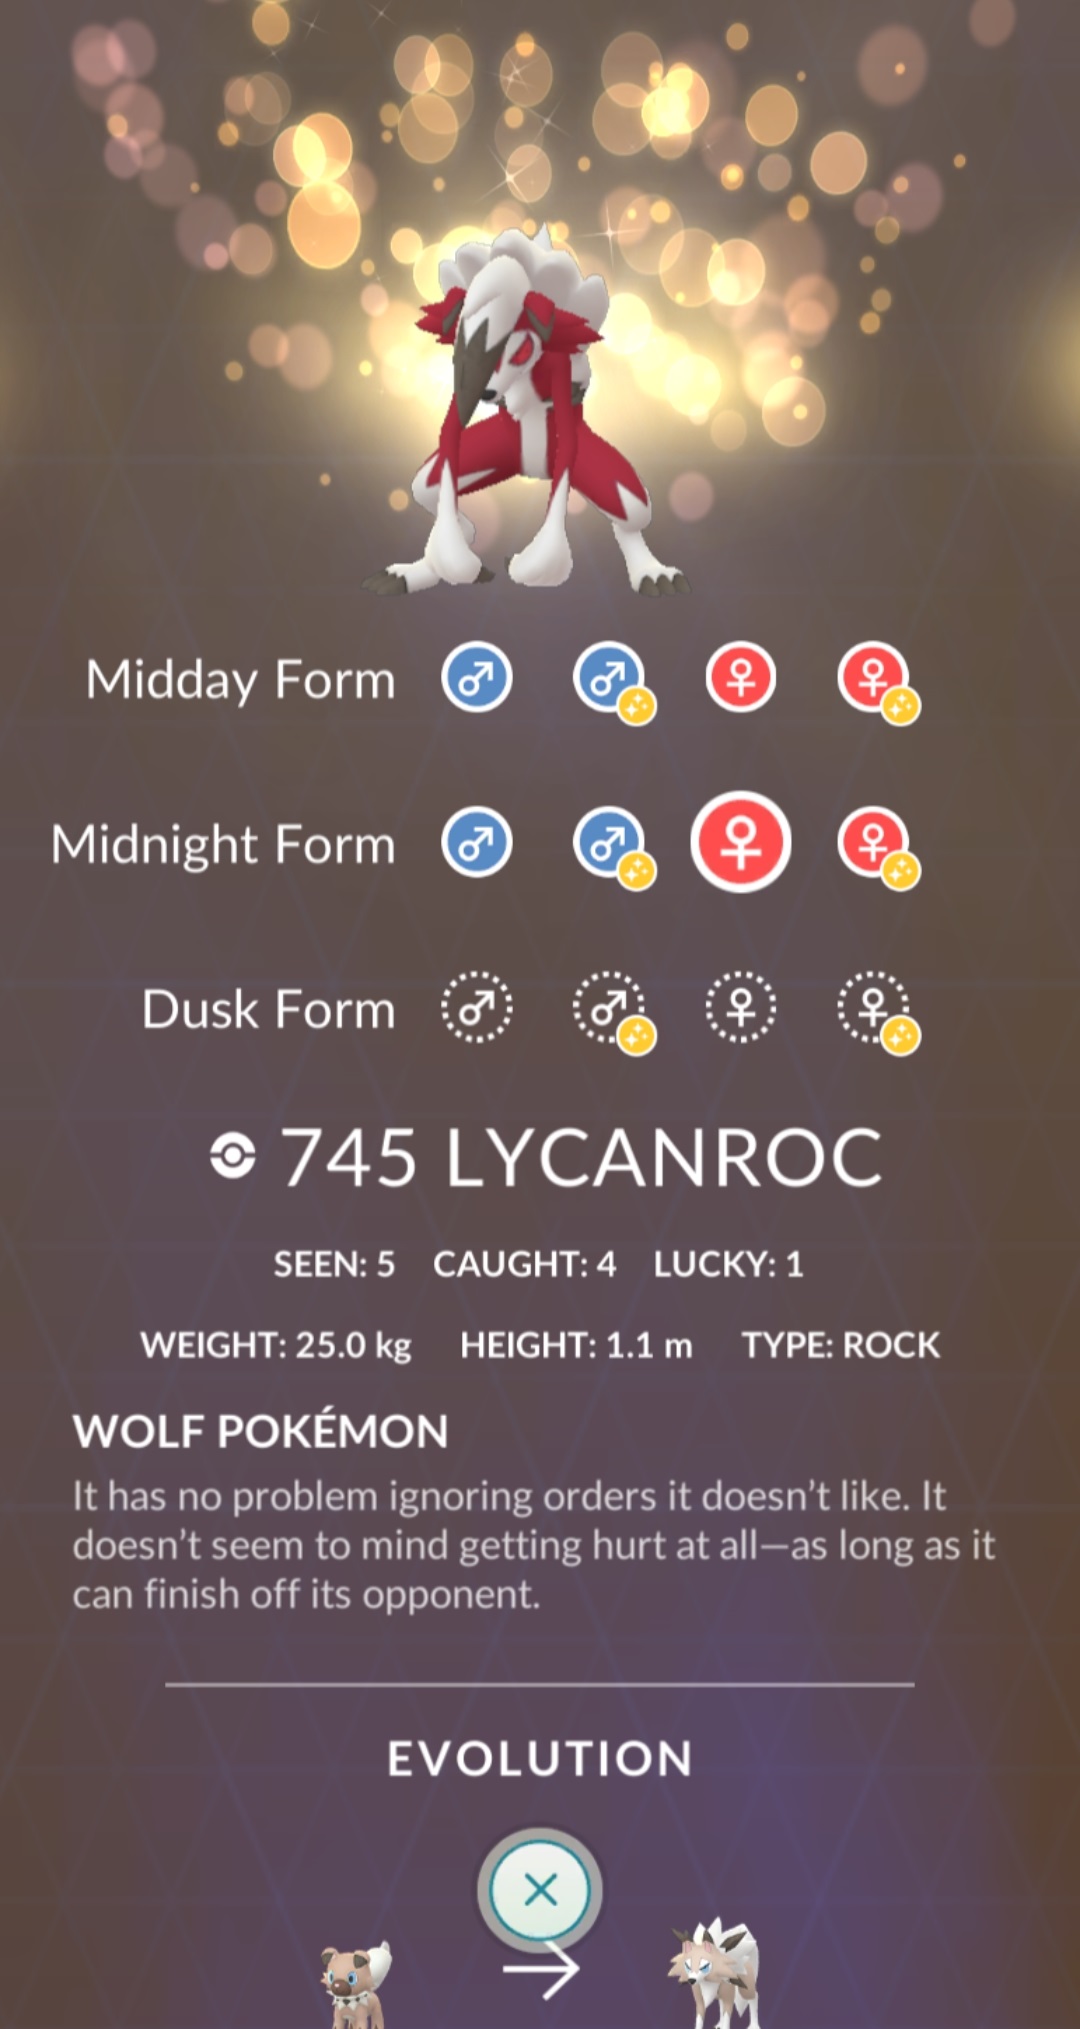 Midday Form
Midnight Form
Dusk Form
745 LYCANROC
SEEN: 5 CAUGHT: 4 LUCKY: 1
WEIGHT: 25.0 kg HEIGHT: 1.1 m TYPE: ROCK
WOLF POKÉMON
It has no problem ignoring orders it doesn’t like. It
doesn’t seem to mind getting hurt at all—as long as it
can finish off its opponent.
EVOLUTION